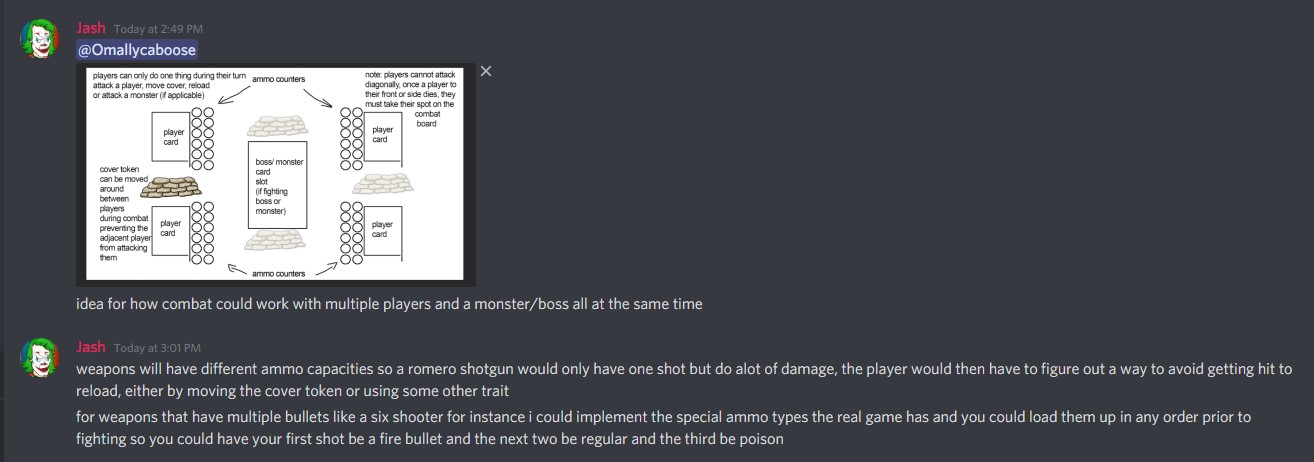 Jash Today at 2:49 PM
@Omallycaboose
players can only do one thing during their turn
attack a player, move cover, reload
or attack a monster (if applicable)
ammo counters
note: players cannot attack
diagonally, once a player to
their front or side dies, they
must take their spot on the
combat
board
player
card
player
card
boss/ monster
card
slot
(if fighting
boss or
monster)
cover token
can be moved
around
between
players
during combat
preventing the
adjacent player
from attacking
them
player
card
player
card
ammo counters
idea for how combat could work with multiple players and a monster/boss all at the same time
Jash Today at 3:01 PM
weapons will have different ammo capacities so a romero shotgun would only have one shot but do alot of damage, the player would then have to figure out a way to avoid getting hit to
reload, either by moving the cover token or using some other trait
for weapons that have multiple bullets like a six shooter for instance i could implement the special ammo types the real game has and you could load them up in any order prior to
fighting so you could have your first shot be a fire bullet and the next two be regular and the third be poison